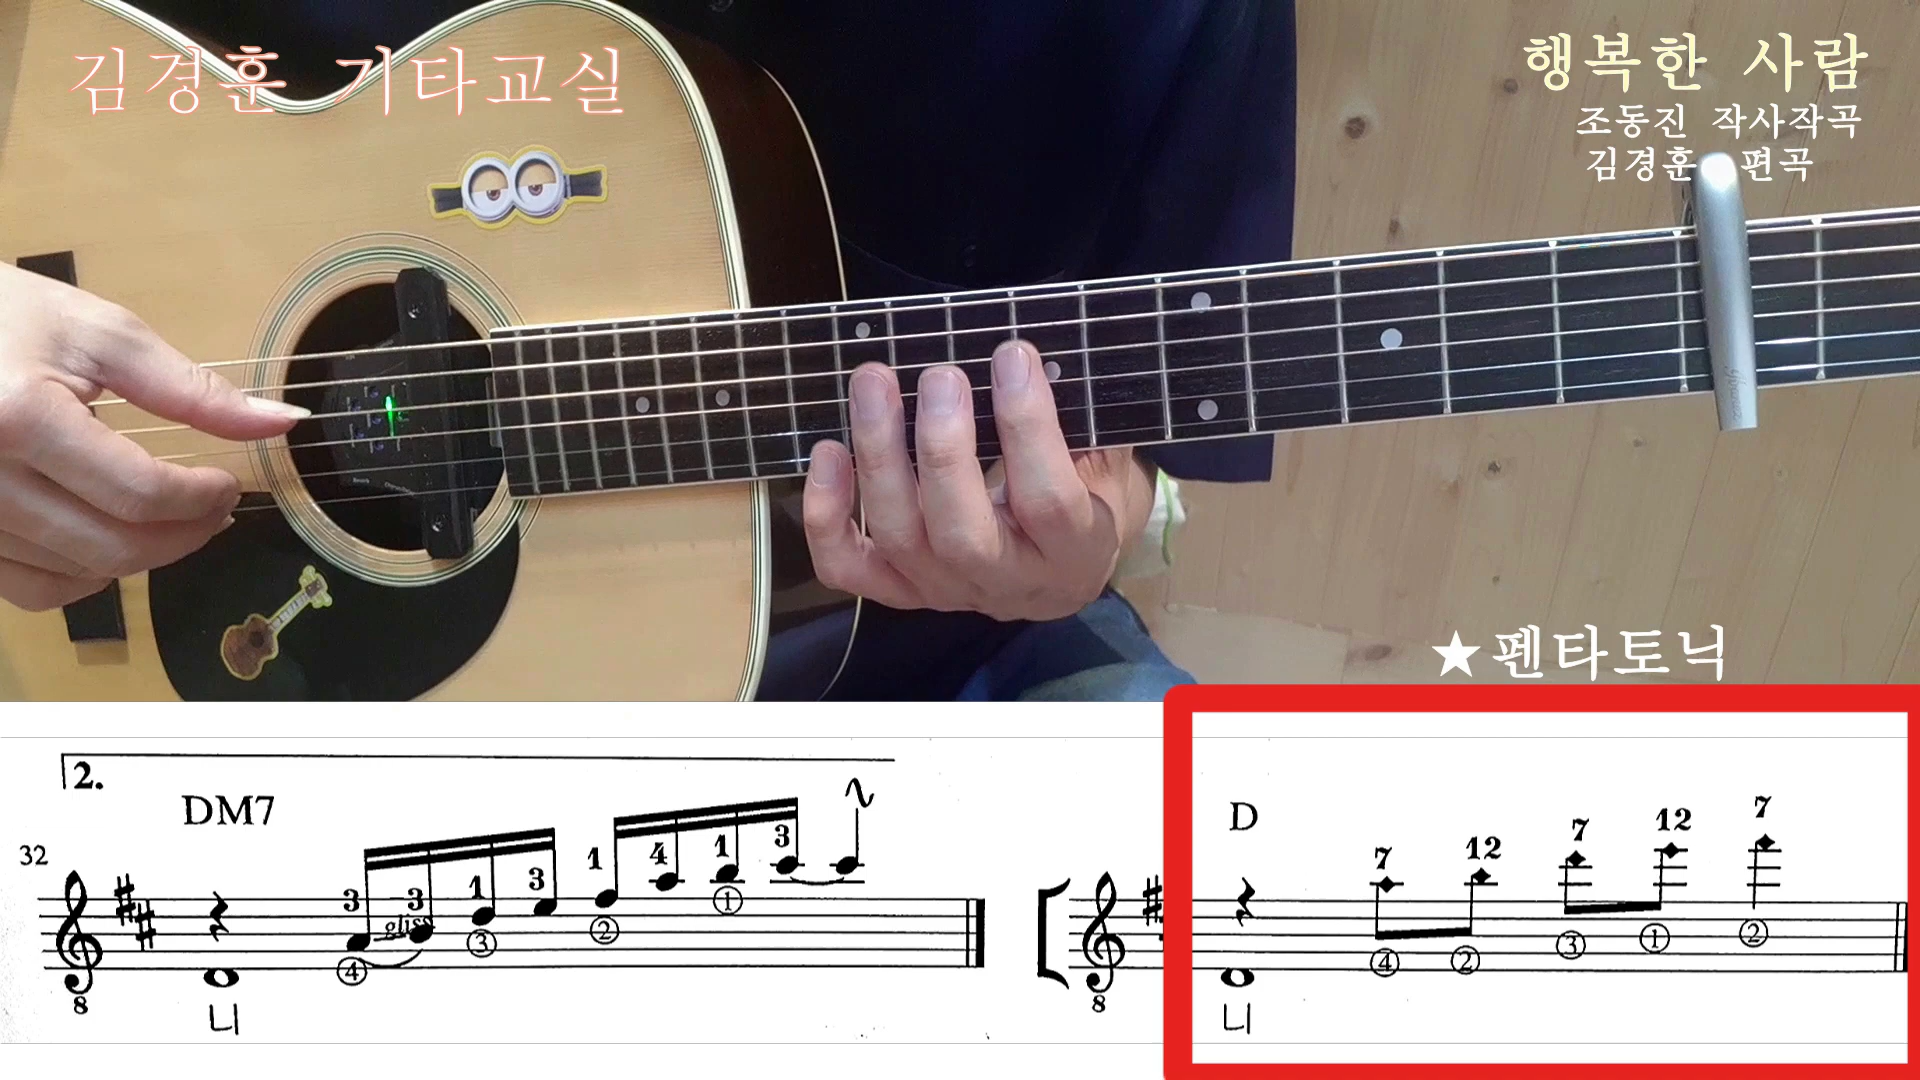 김경훈 기타교실
행복한 사람
조동진 작사작곡
김경훈 편곡
★펜타토닉
2.
DM7
32
3 3 1 3 1 4 1 3
gliss
④ ③ ② ①
8
니
D
7 12 7 12 7
④ ② ③ ① ②
8
니